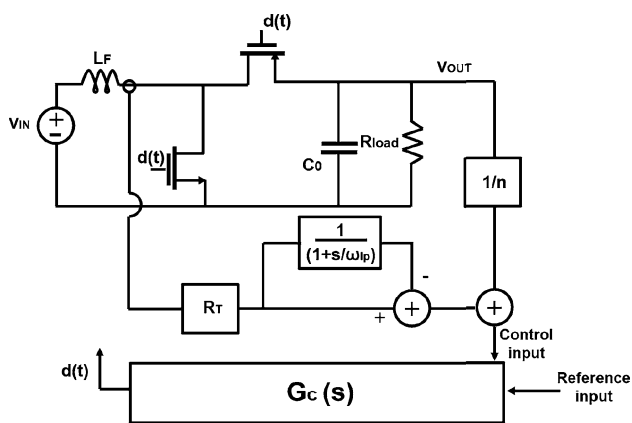 d(t)
LF
VOUT
VIN
+
-
d(t)
C0
Rload
1/n
1
(1+s/ωlp)
-
RT
+
+
-
+
Control
input
d(t)
Gc (s)
Reference
input